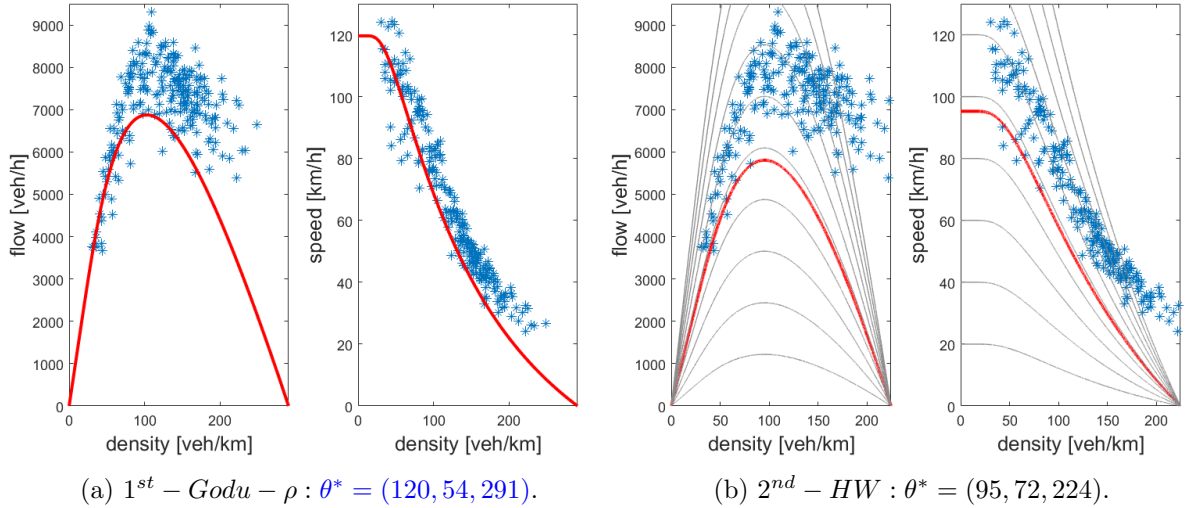 9000
8000
7000
6000
5000
4000
3000
2000
1000
0
flow [veh/h]
0 100 200
density [veh/km]
120
100
80
60
40
20
0
speed [km/h]
0 100 200
density [veh/km]
9000
8000
7000
6000
5000
4000
3000
2000
1000
0
flow [veh/h]
0 50 100 150 200
density [veh/km]
120
100
80
60
40
20
0
speed [km/h]
0 50 100 150 200
density [veh/km]
(a) 1^{st} − Godu − ρ : θ* = (120, 54, 291).
(b) 2^{nd} − HW : θ* = (95, 72, 224).